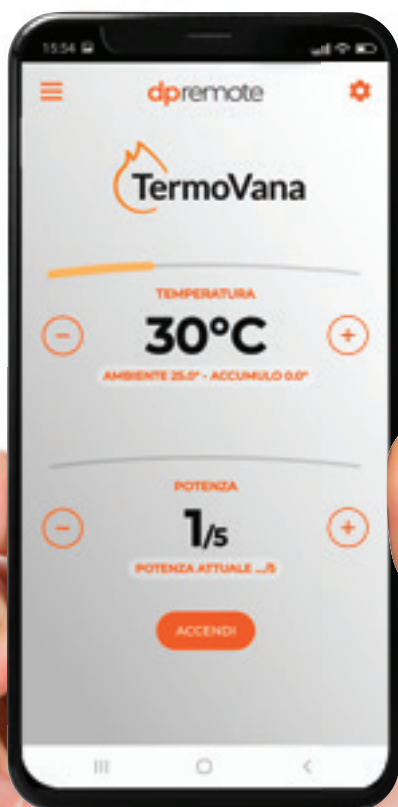 15:54
dpremote
TermoVana
TEMPERATURA
30°C
AMBIENTE 25.0° - ACCUMULO 0.0°
POTENZA
1/5
POTENZA ATTUALE .../5
ACCENDI